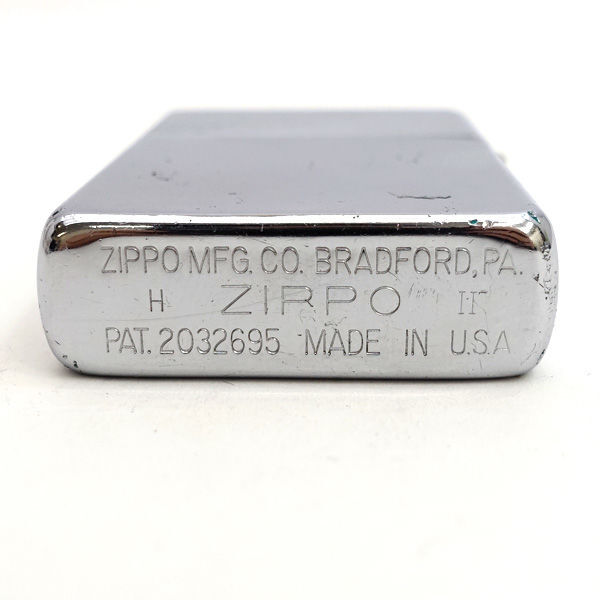 ZIPPO MFG. CO. BRADFORD, PA.
H ZIPPO II
PAT. 2032695 MADE IN U.S.A